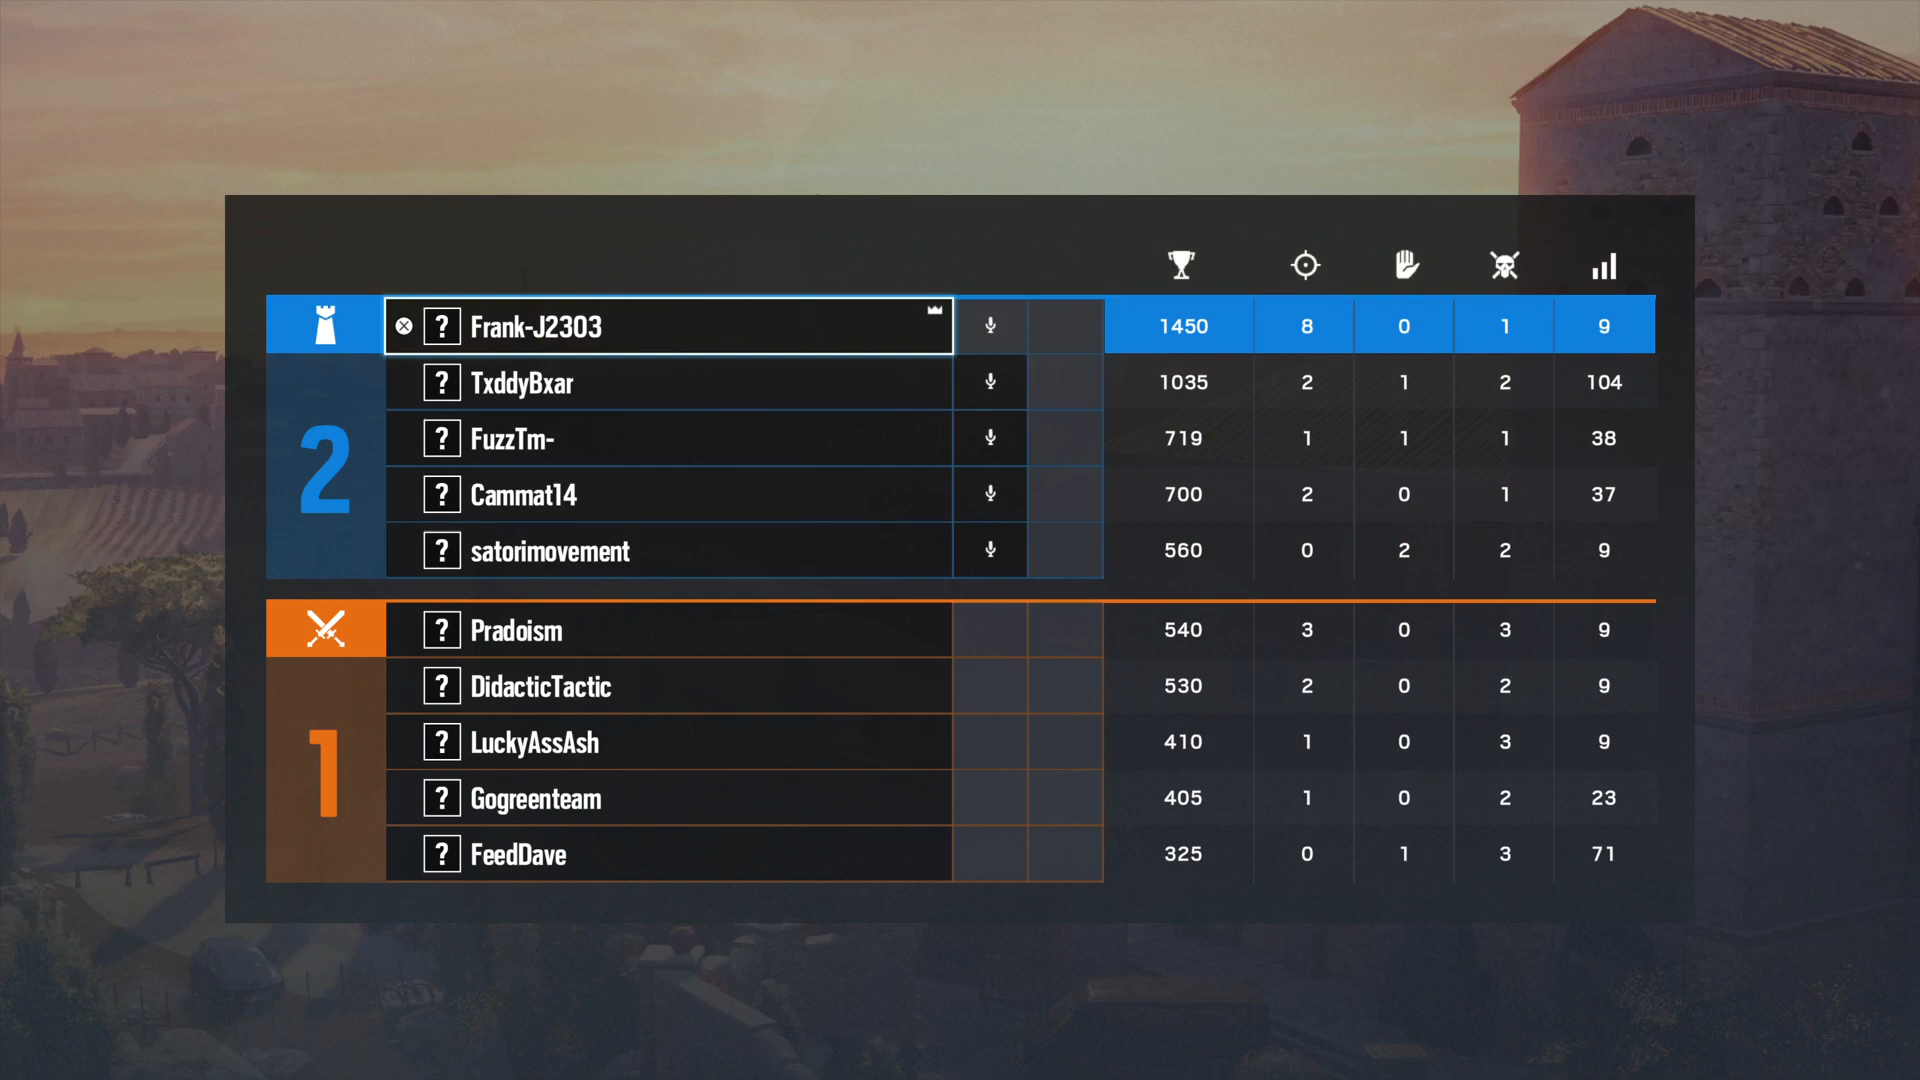 ? Frank-J2303 1450 8 0 1 9
? TxddyBxar 1035 2 1 2 104
? FuzzTm- 719 1 1 1 38
? Cammat14 700 2 0 1 37
? satorimovement 560 0 2 2 9
2
? Pradoism 540 3 0 3 9
? DidacticTactic 530 2 0 2 9
? LuckyAssAsh 410 1 0 3 9
? Gogreenteam 405 1 0 2 23
? FeedDave 325 0 1 3 71
1